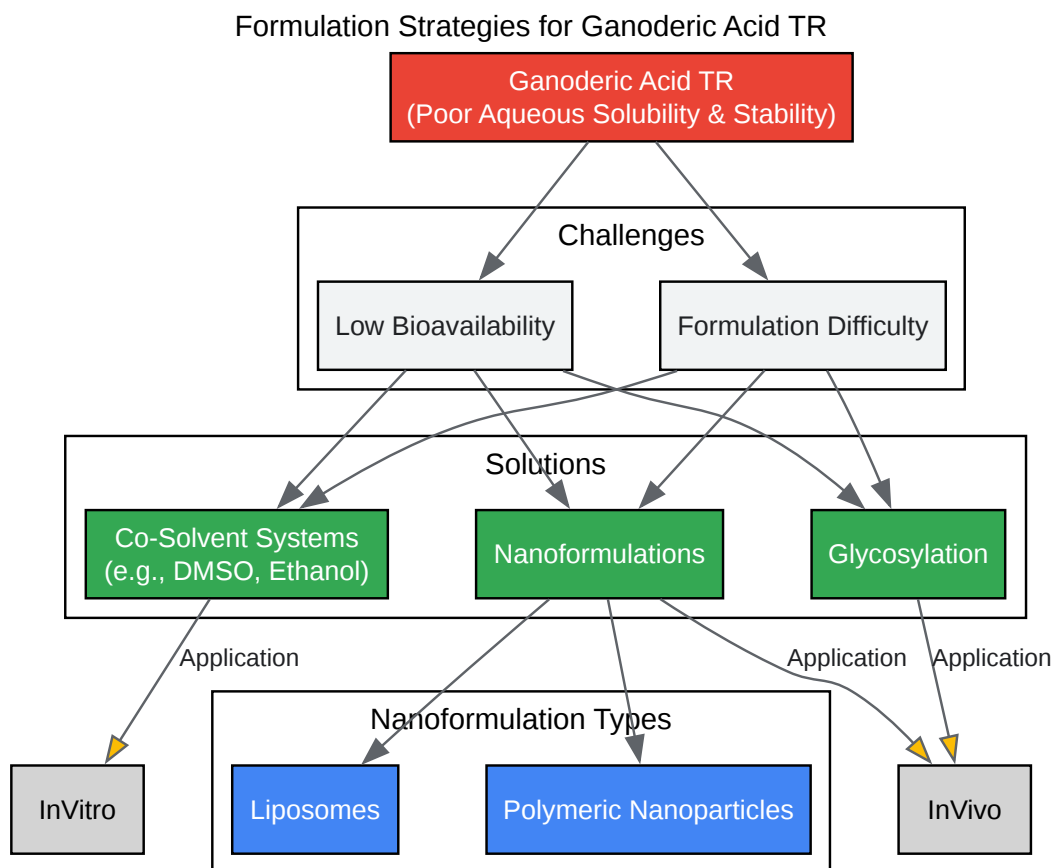 Formulation Strategies for Ganoderic Acid TR
Ganoderic Acid TR
(Poor Aqueous Solubility & Stability)
Challenges
Low Bioavailability
Formulation Difficulty
Solutions
Co-Solvent Systems
(e.g., DMSO, Ethanol)
Nanoformulations
Glycosylation
Application
Application
Application
Nanoformulation Types
InVitro
Liposomes
Polymeric Nanoparticles
InVivo